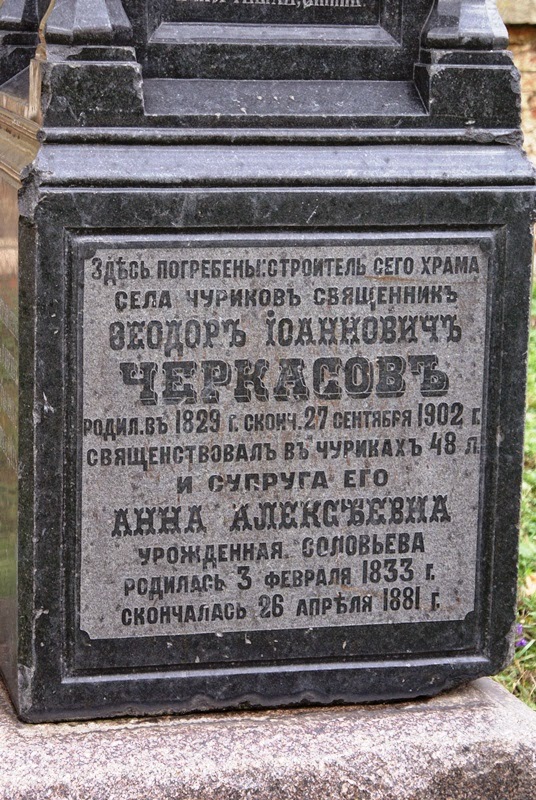 Здѣсь погребены: строитель сего храма
села Чуриковъ священникъ
Ѳеодоръ Іоанновичъ
ЧЕРКАСОВЪ
родил. въ 1829 г. сконч. 27 сентября 1902 г.
священствовалъ въ Чурикахъ 48 л.
и супруга его
АННА АЛЕКСѢЕВНА
урожденная Соловьева
родилась 3 февраля 1833 г.
скончалась 26 апрѣля 1881 г.